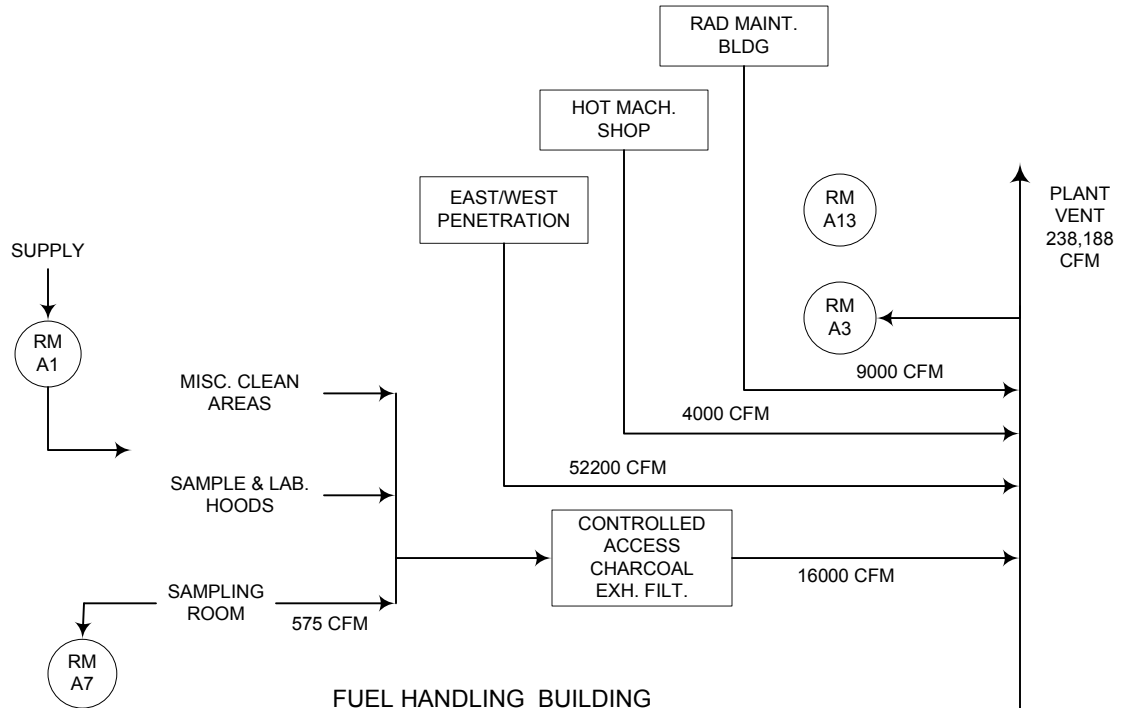 RAD MAINT.
BLDG
HOT MACH.
SHOP
EAST/WEST
PENETRATION
RM
A13
PLANT
VENT
238,188
CFM
SUPPLY
RM
A1
RM
A3
9000 CFM
MISC. CLEAN
AREAS
4000 CFM
52200 CFM
SAMPLE & LAB.
HOODS
CONTROLLED
ACCESS
CHARCOAL
EXH. FILT.
16000 CFM
SAMPLING
ROOM
575 CFM
RM
A7
FUEL HANDLING BUILDING